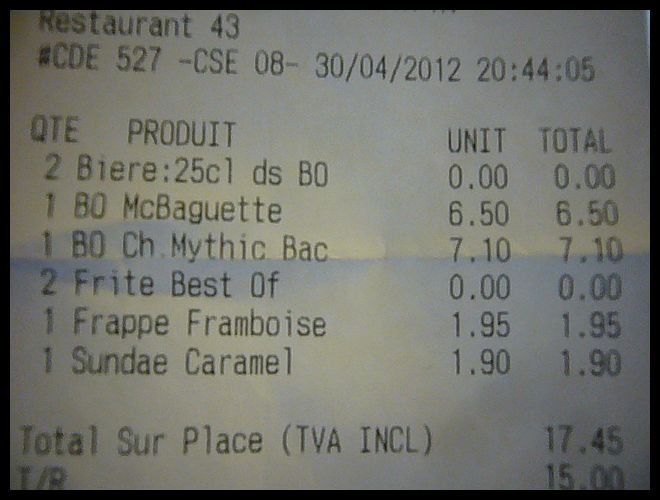 Restaurant 43
#CDE 527 -CSE 08- 30/04/2012 20:44:05
QTE PRODUIT UNIT TOTAL
2 Biere:25cl ds BO 0.00 0.00
1 BO McBaguette 6.50 6.50
1 BO Ch.Mythic Bac 7.10 7.10
2 Frite Best Of 0.00 0.00
1 Frappe Framboise 1.95 1.95
1 Sundae Caramel 1.90 1.90
Total Sur Place (TVA INCL) 17.45
T/R 15.00